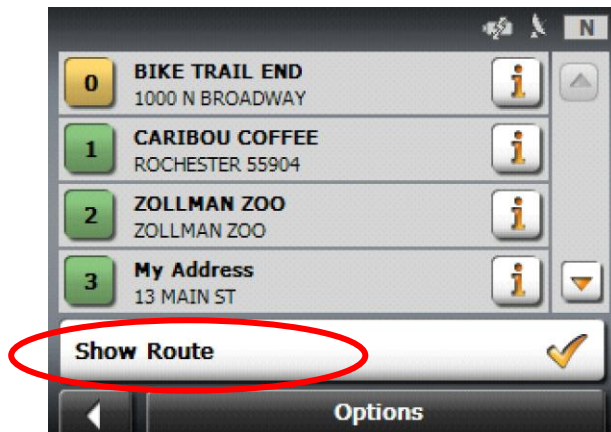 N
0
BIKE TRAIL END
1000 N BROADWAY
i
1
CARIBOU COFFEE
ROCHESTER 55904
i
2
ZOLLMAN ZOO
ZOLLMAN ZOO
i
3
My Address
13 MAIN ST
i
Show Route
Options